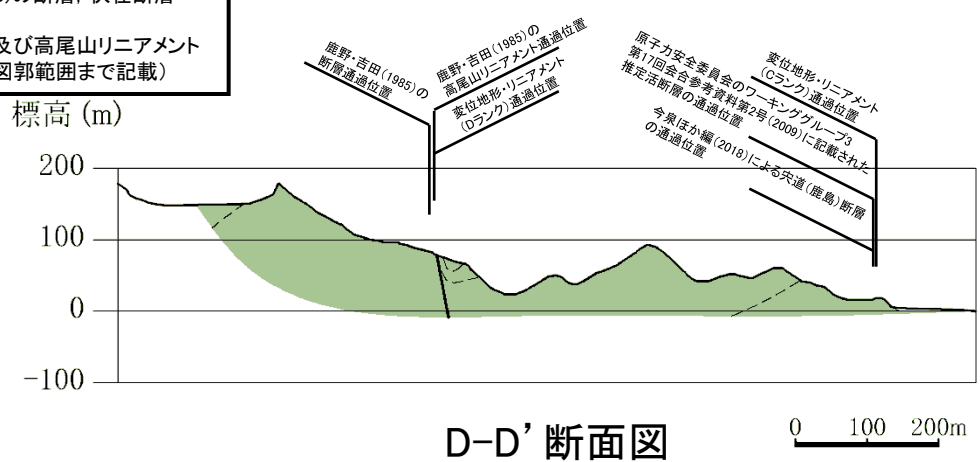 の断層，伏在断層
及び高尾山リニアメント
図郭範囲まで記載）
標高 (m)
200
100
0
-100
鹿野・吉田(1985)の
断層通過位置
鹿野・吉田(1985)の
高尾山リニアメント通過位置
変位地形・リニアメント
(Dランク)通過位置
変位地形・リニアメント
(Cランク)通過位置
原子力安全委員会のワーキンググループ3
第17回会合参考資料第2号(2009)に記載された
推定活断層の通過位置
今泉ほか編(2018)による宍道(鹿島)断層
の通過位置
D-D’断面図
0 100 200m